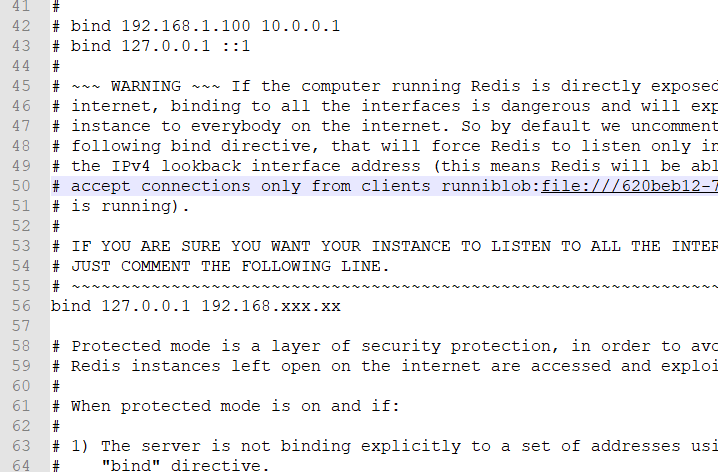 41 #
42 # bind 192.168.1.100 10.0.0.1
43 # bind 127.0.0.1 ::1
44 #
45 # ~~~ WARNING ~~~ If the computer running Redis is directly exposed
46 # internet, binding to all the interfaces is dangerous and will exp
47 # instance to everybody on the internet. So by default we uncomment
48 # following bind directive, that will force Redis to listen only in
49 # the IPv4 lookback interface address (this means Redis will be abl
50 # accept connections only from clients runniblob:file:///620beb12-7
51 # is running).
52 #
53 # IF YOU ARE SURE YOU WANT YOUR INSTANCE TO LISTEN TO ALL THE INTER
54 # JUST COMMENT THE FOLLOWING LINE.
55 # ~~~~~~~~~~~~~~~~~~~~~~~~~~~~~~~~~~~~~~~~~~~~~~~~~~~~~~~~~~~~~~~~~
56 bind 127.0.0.1 192.168.xxx.xx
57
58 # Protected mode is a layer of security protection, in order to avo
59 # Redis instances left open on the internet are accessed and exploi
60 #
61 # When protected mode is on and if:
62 #
63 # 1) The server is not binding explicitly to a set of addresses usi
64 #    "bind" directive.